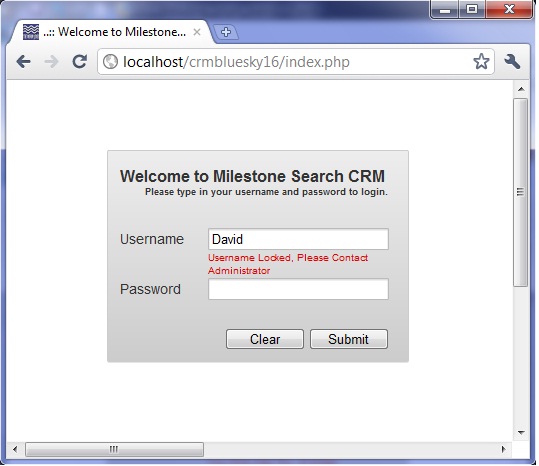 ..:: Welcome to Milestone...
localhost/crmbluesky16/index.php
Welcome to Milestone Search CRM
Please type in your username and password to login.
Username David
Username Locked, Please Contact
Administrator
Password
Clear Submit